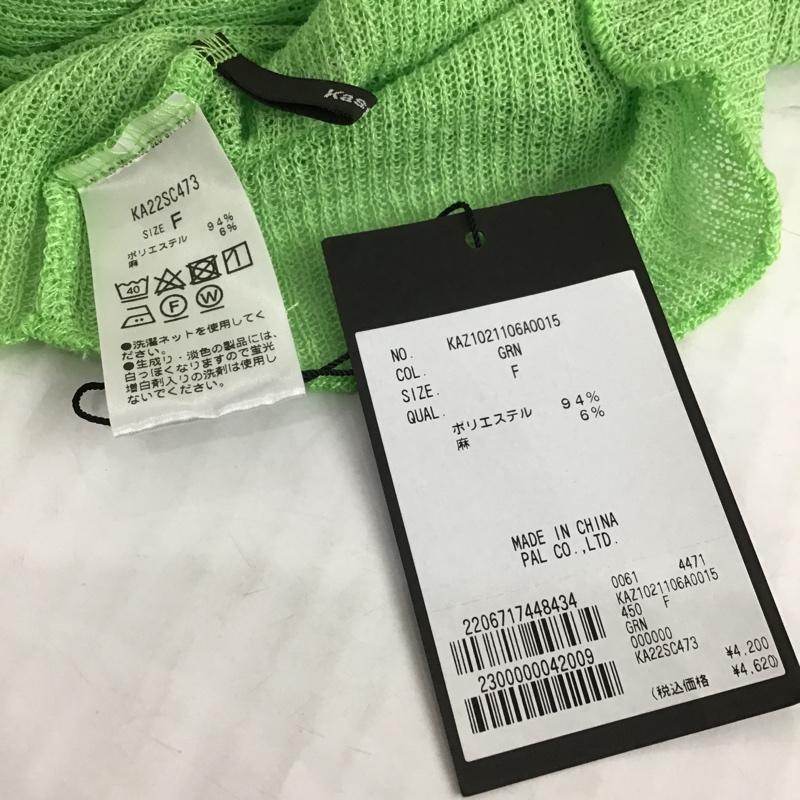 Kas
KA22SC473
SIZE F
ポリエステル 94%
麻 6%
40
F W
●洗濯ネットを使用してく
ださい。
●生成り・淡色の製品には、
白っぽくなりますので蛍光
増白剤入りの洗剤は使用し
ないでください。
NO. KAZ1021106A0015
COL. GRN
SIZE. F
QUAL.
ポリエステル 94%
麻 6%
MADE IN CHINA
PAL CO.,LTD.
2206717448434
2300000042009
0061 4471
KAZ1021106A0015
450 F
GRN
000000
KA22SC473
¥4,200
(税込価格 ¥4,620)